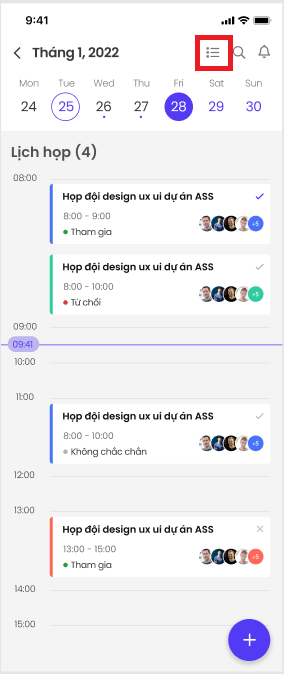 9:41
Tháng 1, 2022
Mon Tue Wed Thu Fri Sat Sun
24 25 26 27 28 29 30
Lịch họp (4)
08:00
Họp đội design ux ui dự án ASS
8:00 - 9:00
+5
Tham gia
Họp đội design ux ui dự án ASS
8:00 - 10:00
+5
Từ chối
09:00
09:41
10:00
11:00
Họp đội design ux ui dự án ASS
8:00 - 10:00
+5
Không chắc chắn
12:00
13:00
Họp đội design ux ui dự án ASS
13:00 - 15:00
+5
Tham gia
14:00
15:00